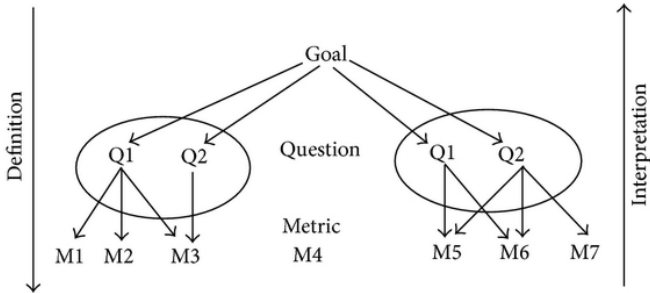 Goal
Definition
Interpretation
Q1 Q2 Question Q1 Q2
Metric
M1 M2 M3 M4 M5 M6 M7